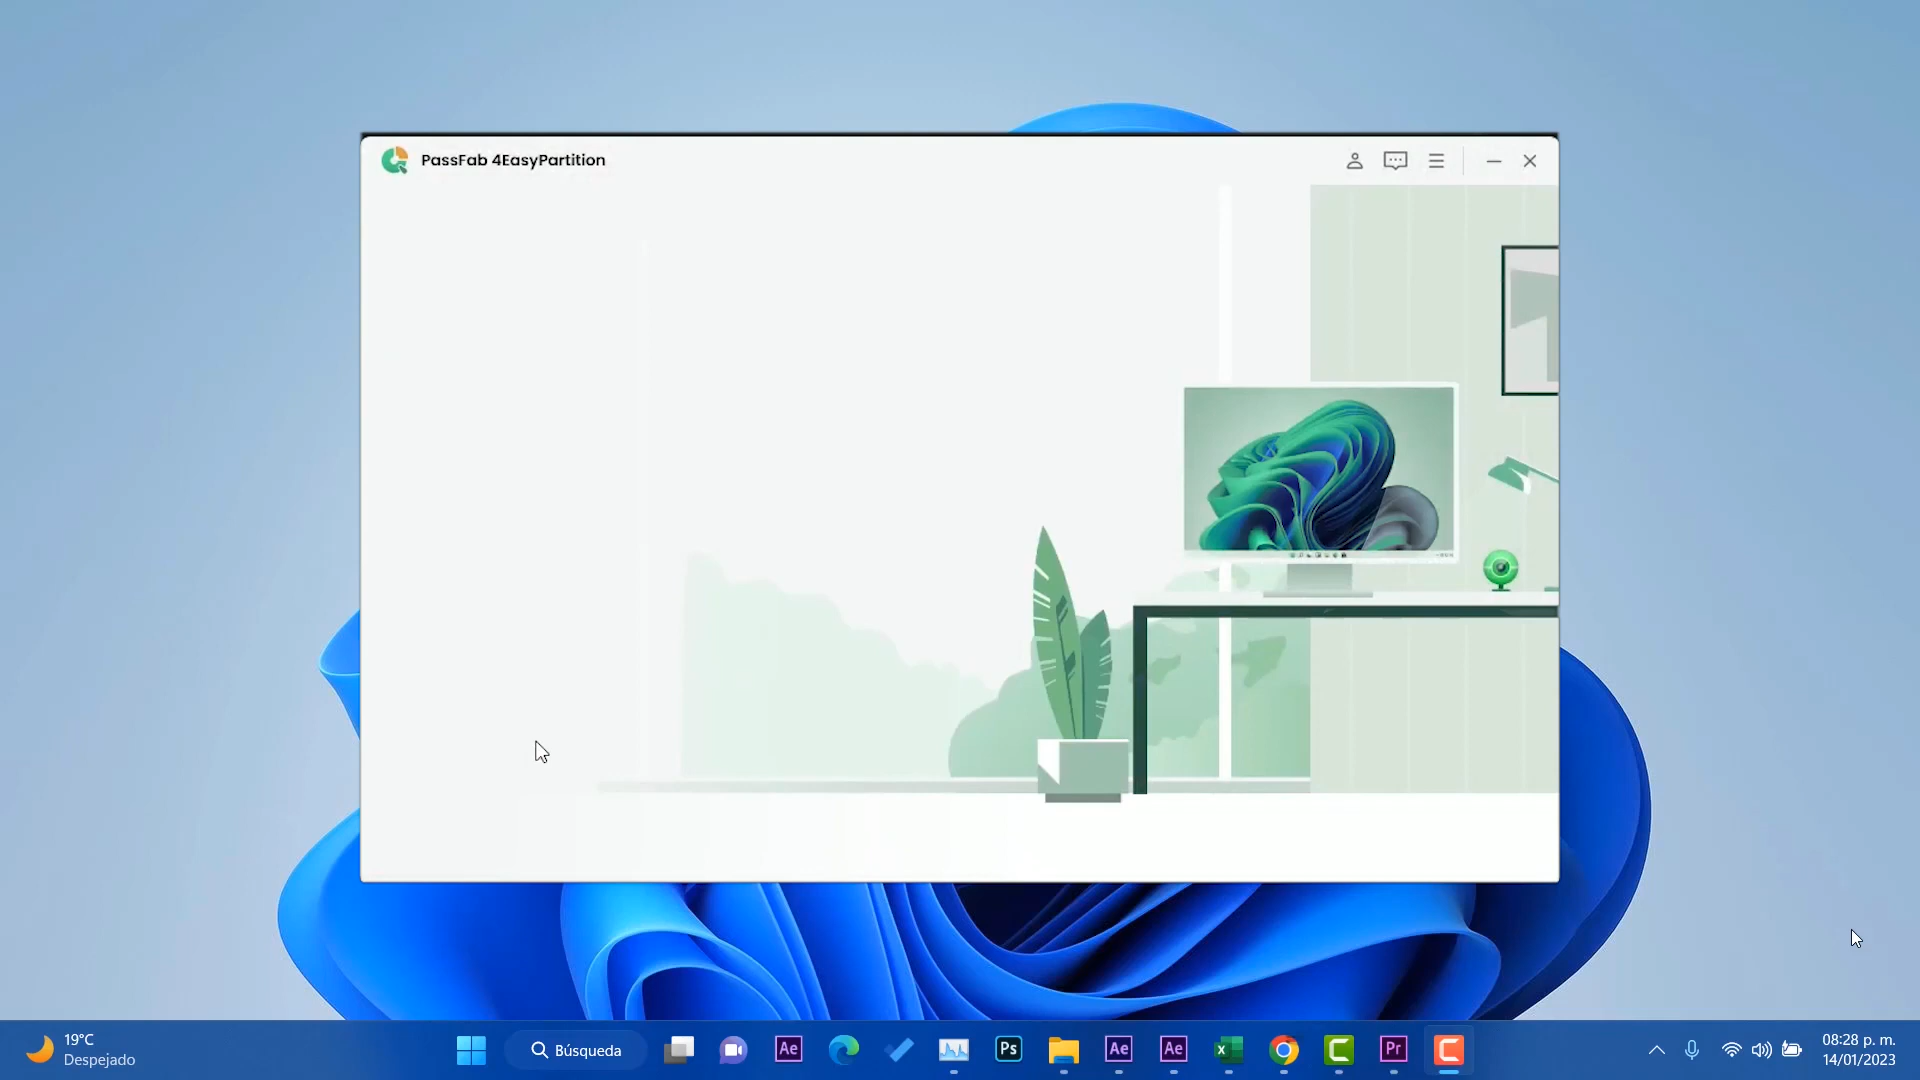 PassFab 4EasyPartition
19°C
Despejado
Búsqueda
Ae
Ps
Ae
Ae
Pr
08:28 p. m.
14/01/2023